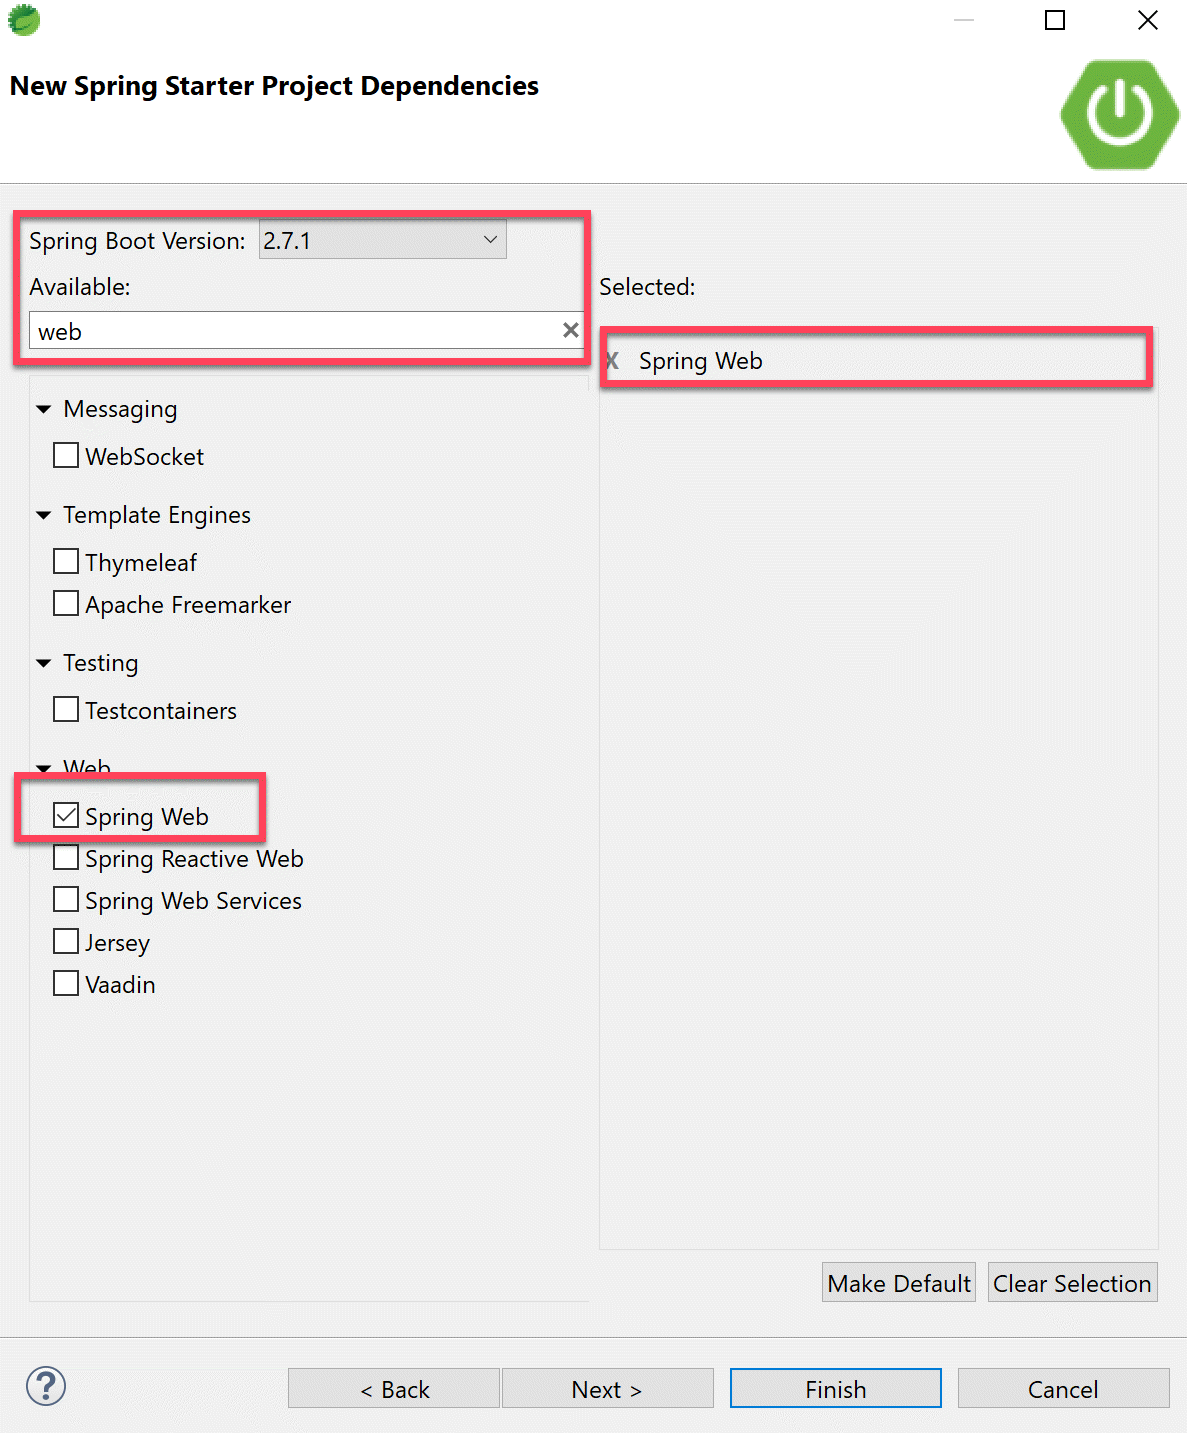 New Spring Starter Project Dependencies
Spring Boot Version: 2.7.1
Available:
Selected:
web
X Spring Web
Messaging
WebSocket
Template Engines
Thymeleaf
Apache Freemarker
Testing
Testcontainers
Web
Spring Web
Spring Reactive Web
Spring Web Services
Jersey
Vaadin
Make Default Clear Selection
? < Back Next > Finish Cancel